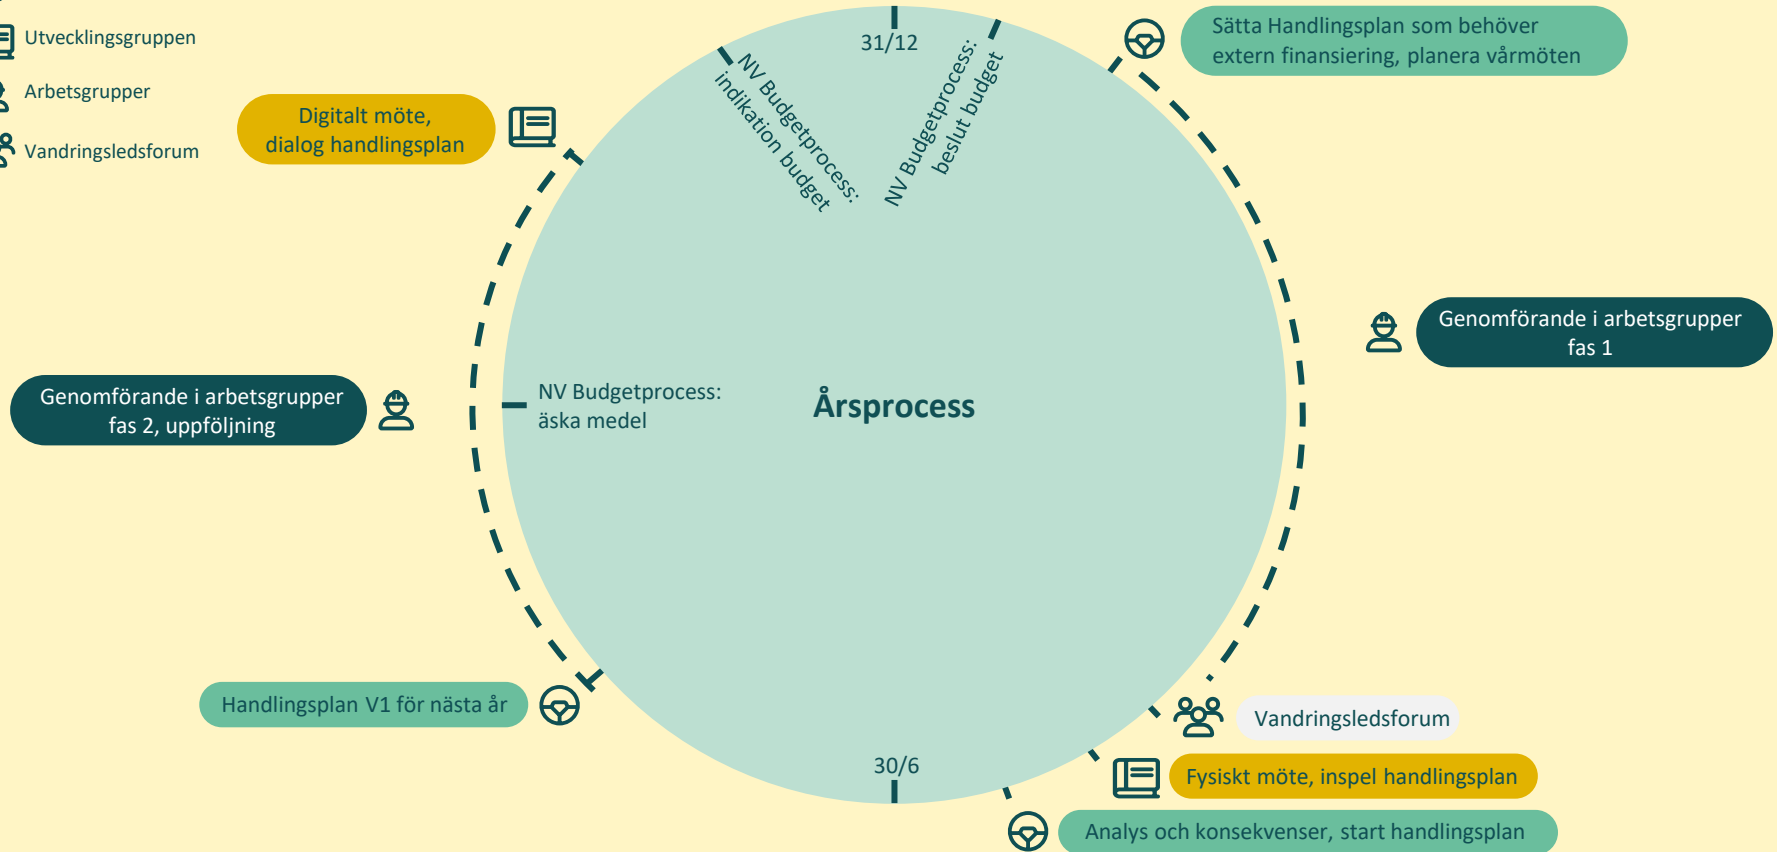 Utvecklingsgruppen
Arbetsgrupper
Vandringsledsforum
31/12
NV Budgetprocess:
indikation budget
NV Budgetprocess:
beslut budget
Sätta Handlingsplan som behöver
extern finansiering, planera vårmöten
Digitalt möte,
dialog handlingsplan
Genomförande i arbetsgrupper
fas 1
Genomförande i arbetsgrupper
fas 2, uppföljning
NV Budgetprocess:
äska medel
Årsprocess
Handlingsplan V1 för nästa år
Vandringsledsforum
30/6
Fysiskt möte, inspel handlingsplan
Analys och konsekvenser, start handlingsplan